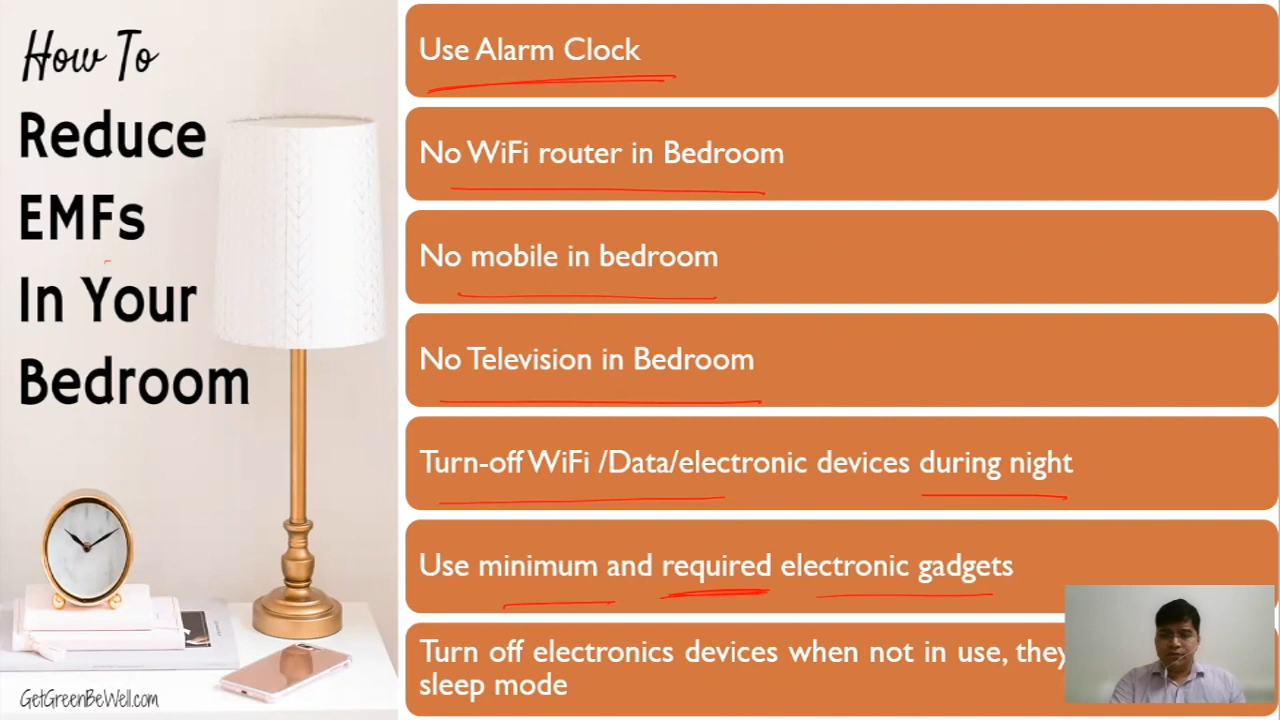 How To
Reduce
EMFs
In Your
Bedroom
GetGreenBeWell.com
Use Alarm Clock
No WiFi router in Bedroom
No mobile in bedroom
No Television in Bedroom
Turn-off WiFi /Data/electronic devices during night
Use minimum and required electronic gadgets
Turn off electronics devices when not in use, they
sleep mode